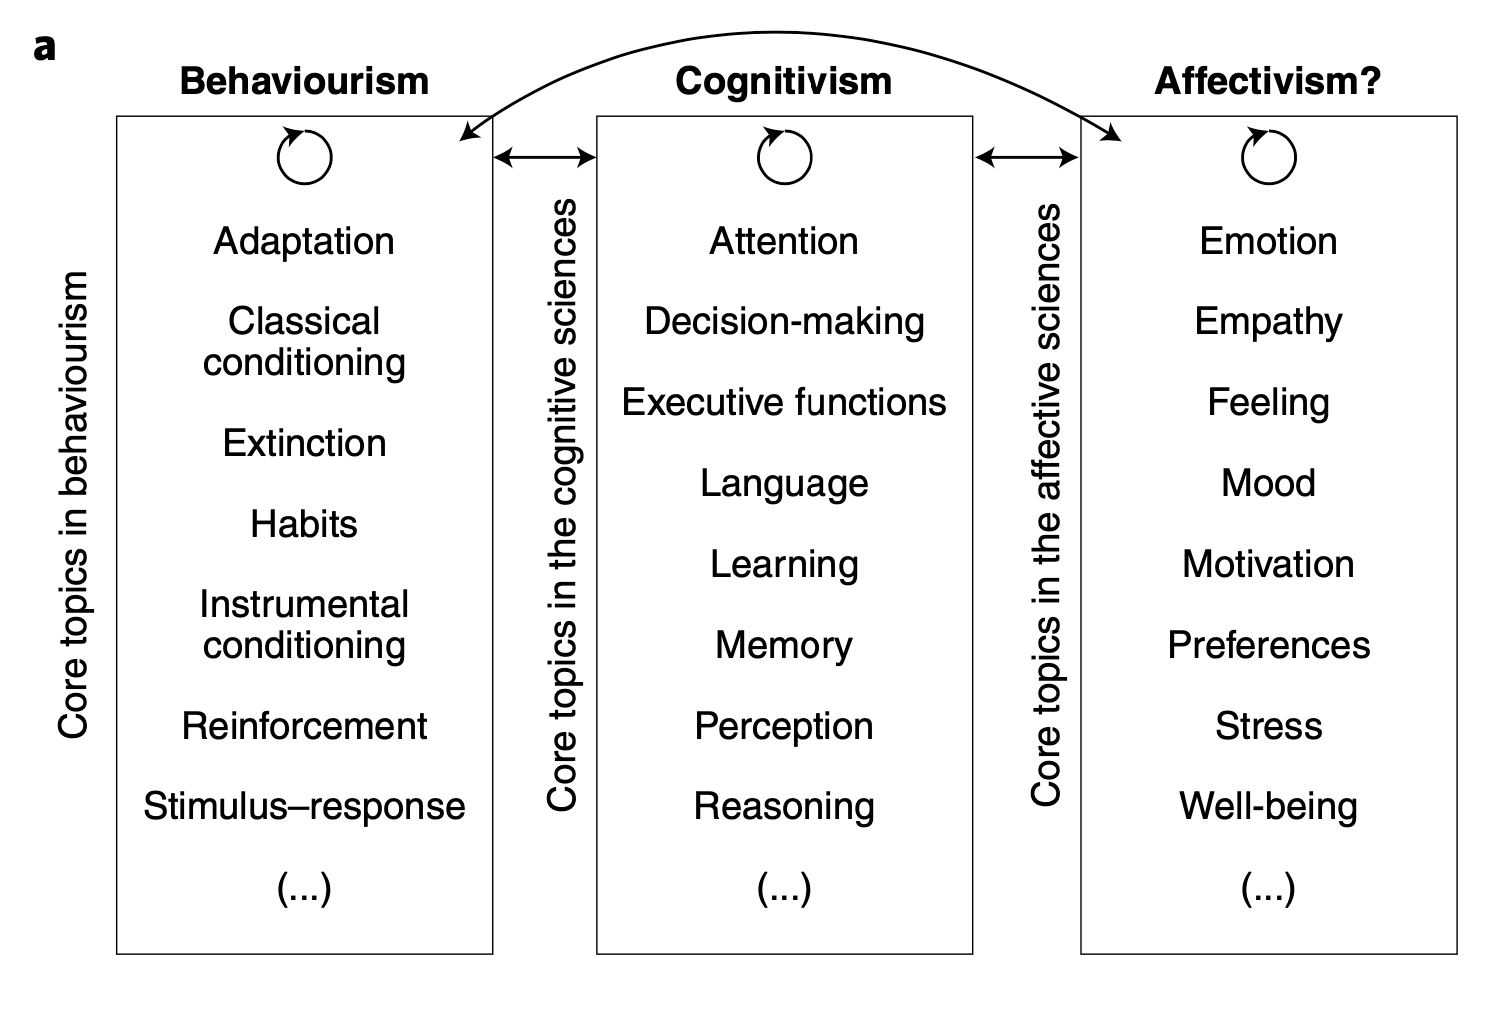 a
Behaviourism
Cognitivism
Affectivism?
Core topics in behaviourism
Adaptation
Classical
conditioning
Extinction
Habits
Instrumental
conditioning
Reinforcement
Stimulus–response
(...)
Core topics in the cognitive sciences
Attention
Decision-making
Executive functions
Language
Learning
Memory
Perception
Reasoning
(...)
Core topics in the affective sciences
Emotion
Empathy
Feeling
Mood
Motivation
Preferences
Stress
Well-being
(...)